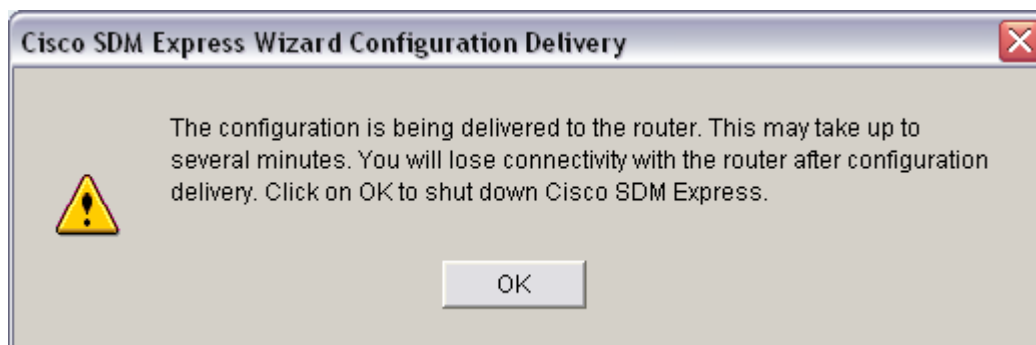 Cisco SDM Express Wizard Configuration Delivery
The configuration is being delivered to the router. This may take up to
several minutes. You will lose connectivity with the router after configuration
delivery. Click on OK to shut down Cisco SDM Express.
OK